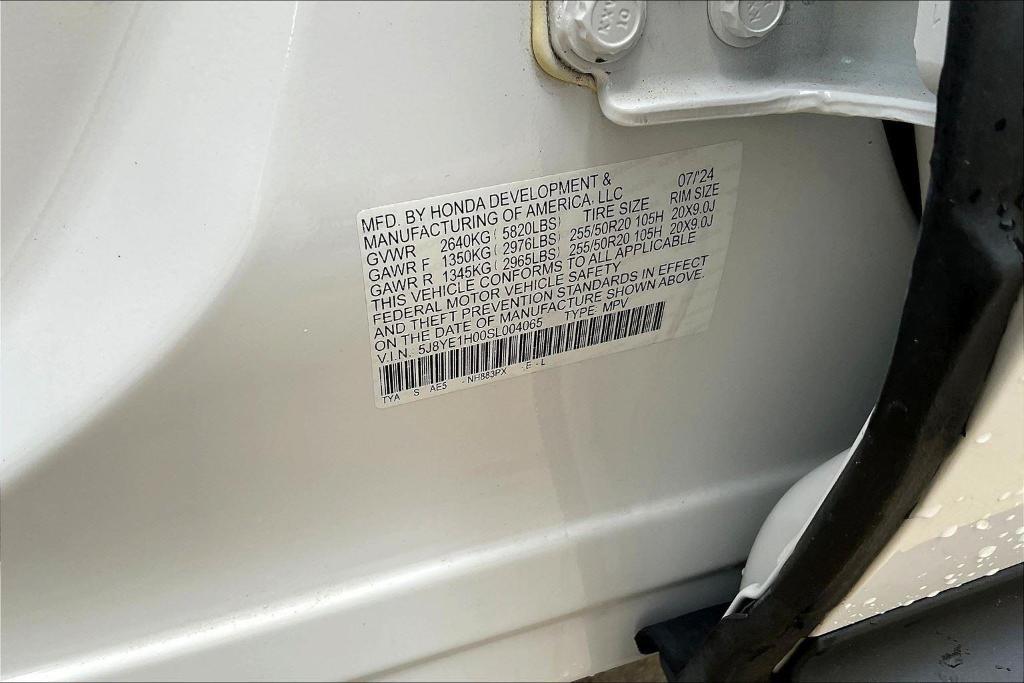 MFD. BY HONDA DEVELOPMENT & 07/'24
MANUFACTURING OF AMERICA, LLC
GVWR 2640KG ( 5820LBS) TIRE SIZE RIM SIZE
GAWR F 1350KG ( 2976LBS) 255/50R20 105H 20X9.0J
GAWR R 1345KG ( 2965LBS) 255/50R20 105H 20X9.0J
THIS VEHICLE CONFORMS TO ALL APPLICABLE
FEDERAL MOTOR VEHICLE SAFETY
AND THEFT PREVENTION STANDARDS IN EFFECT
ON THE DATE OF MANUFACTURE SHOWN ABOVE.
V.I.N.: 5J8YE1H00SL004065 TYPE: MPV
TYA S AE5 - NH883PX - E - L
10